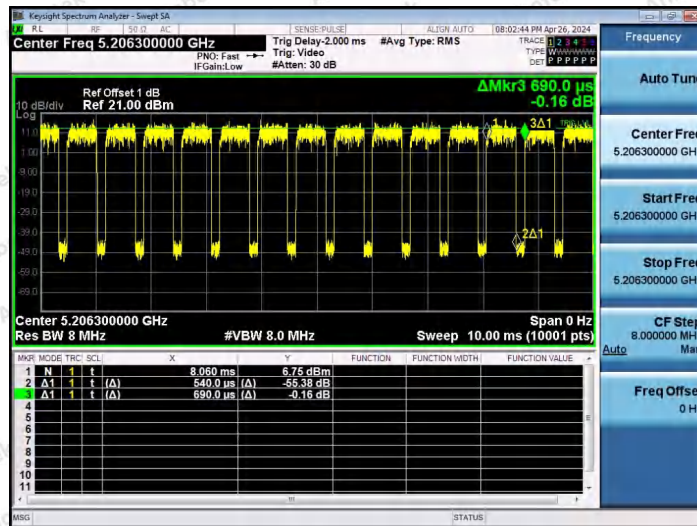 Keysight Spectrum Analyzer - Swept SA
RL RF 50 Ω AC SENSE:PULSE ALIGN AUTO 08:02:44 PM Apr 26, 2024
Center Freq 5.206300000 GHz
PNO: Fast
IFGain:Low
Trig Delay-2.000 ms
Trig: Video
#Atten: 30 dB
#Avg Type: RMS
TRACE 1 2 3 4 5 6
TYPE
DET P P P P P P
ΔMkr3 690.0 µs
-0.16 dB
Ref Offset 1 dB
10 dB/div Ref 21.00 dBm
Log
11.0
1.00
-9.00
-19.0
-29.0
-39.0
-49.0
-59.0
-69.0
3Δ1
2Δ1
Center 5.206300000 GHz Span 0 Hz
Res BW 8 MHz #VBW 8.0 MHz Sweep 10.00 ms (10001 pts)
MKR MODE TRC SCL X Y FUNCTION FUNCTION WIDTH FUNCTION VALUE
1 N 1 t 8.060 ms 6.75 dBm
2 Δ1 1 t (Δ) 540.0 µs (Δ) -55.38 dB
3 Δ1 1 t (Δ) 690.0 µs (Δ) -0.16 dB
4
5
6
7
8
9
10
11
MSG STATUS
Frequency
Auto Tun
Center Fre
5.206300000 GH
Start Fre
5.206300000 GH
Stop Fre
5.206300000 GH
CF Step
8.000000 MH
Auto Ma
Freq Offse
0 H